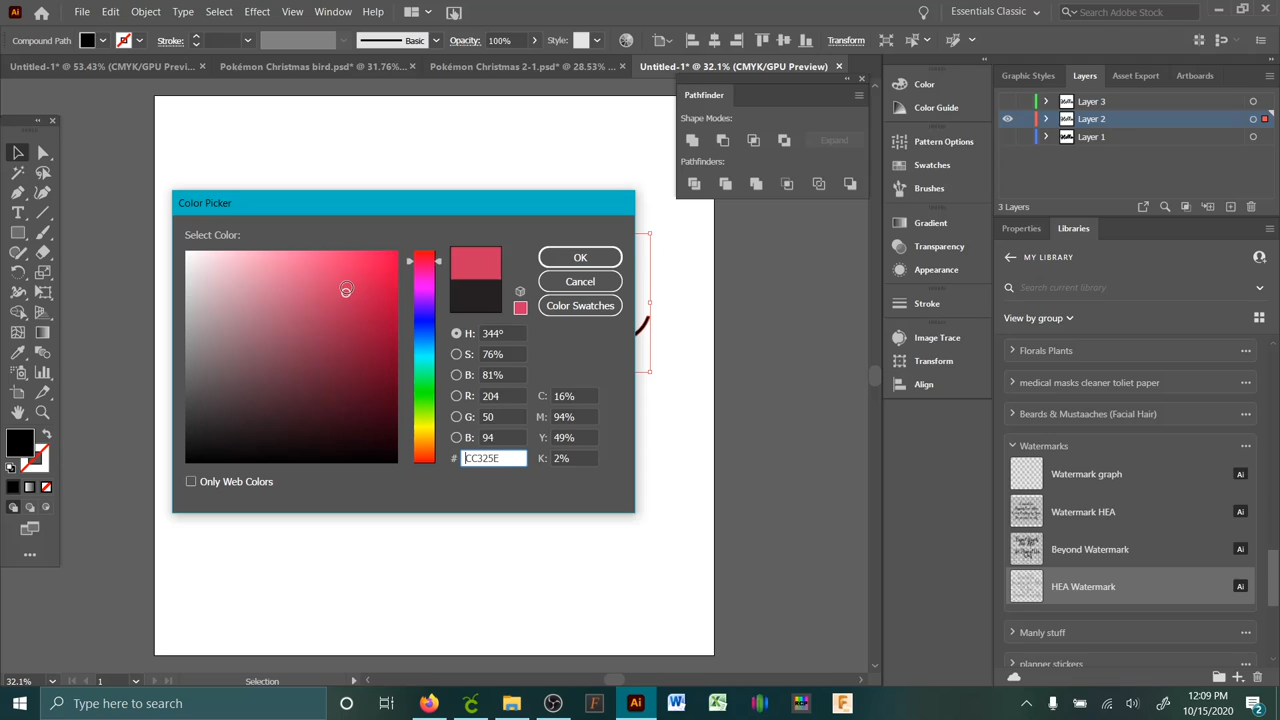 Ai File Edit Object Type Select Effect View Window Help Essentials Classic Search Adobe Stock
Compound Path Stroke: Basic Opacity: 100% Style: Transform
Untitled-1* @ 53.43% (CMYK/GPU Previ... × Pokémon Christmas bird.psd* @ 31.76%... × Pokémon Christmas 2-1.psd* @ 28.53% ... × Untitled-1* @ 32.1% (CMYK/GPU Preview) ×
Pathfinder
Shape Modes:
Expand
Pathfinders:
Color
Color Guide
Pattern Options
Swatches
Brushes
Gradient
Transparency
Appearance
Stroke
Image Trace
Transform
Align
Graphic Styles Layers Asset Export Artboards
Layer 3
Layer 2
Layer 1
3 Layers
Properties Libraries
MY LIBRARY
Search current library
View by group
Florals Plants
medical masks cleaner toliet paper
Beards & Mustaaches (Facial Hair)
Watermarks
Watermark graph Ai
Watermark HEA Ai
Beyond Watermark Ai
HEA Watermark Ai
Manly stuff
planner stickers
Color Picker
Select Color:
OK
Cancel
Color Swatches
H: 344°
S: 76%
B: 81%
R: 204 C: 16%
G: 50 M: 94%
B: 94 Y: 49%
# CC325E K: 2%
Only Web Colors
32.1% 1 Selection
Type here to search
Ai
12:09 PM
10/15/2020
2